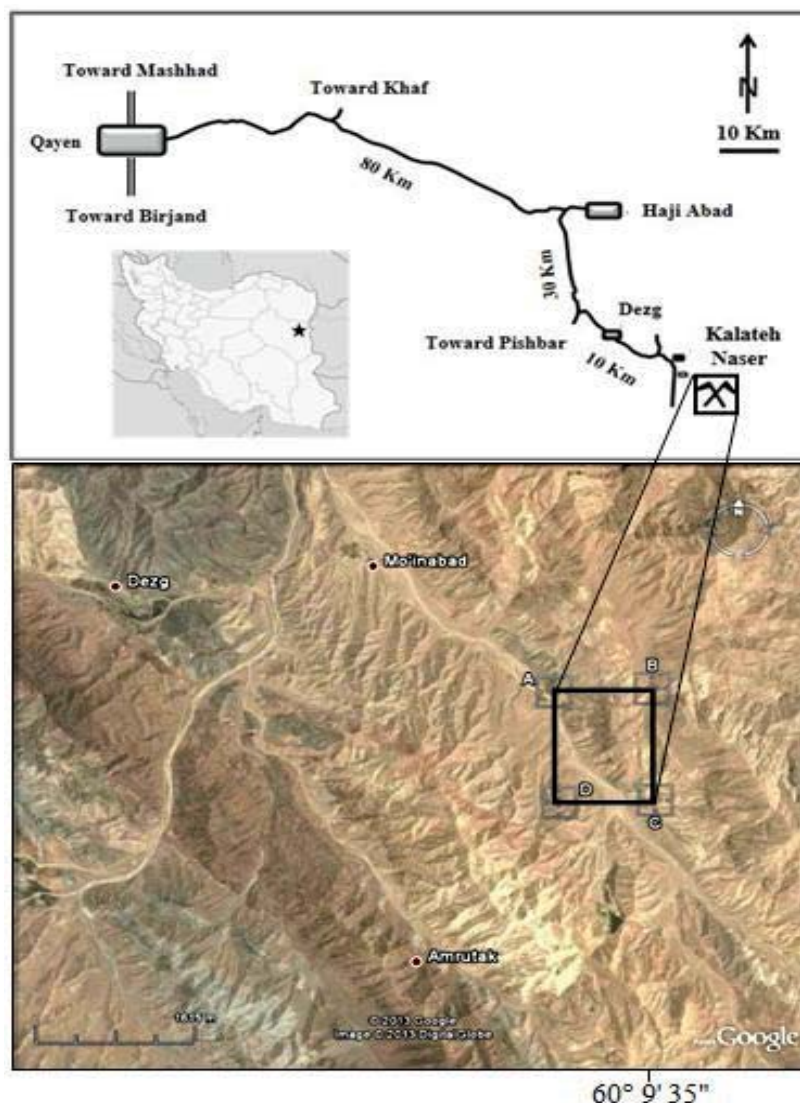 Toward Mashhad
Toward Khaf
N
10 Km
Qayen
80 Km
Toward Birjand
Haji Abad
30 Km
Dezg
Toward Pishbar
10 Km
Kalateh
Naser
N
Mo'inabad
Dezg
A
B
D
C
Amrutak
© 2013 Google
Image © 2013 DigitalGlobe
Google
60° 9' 35"